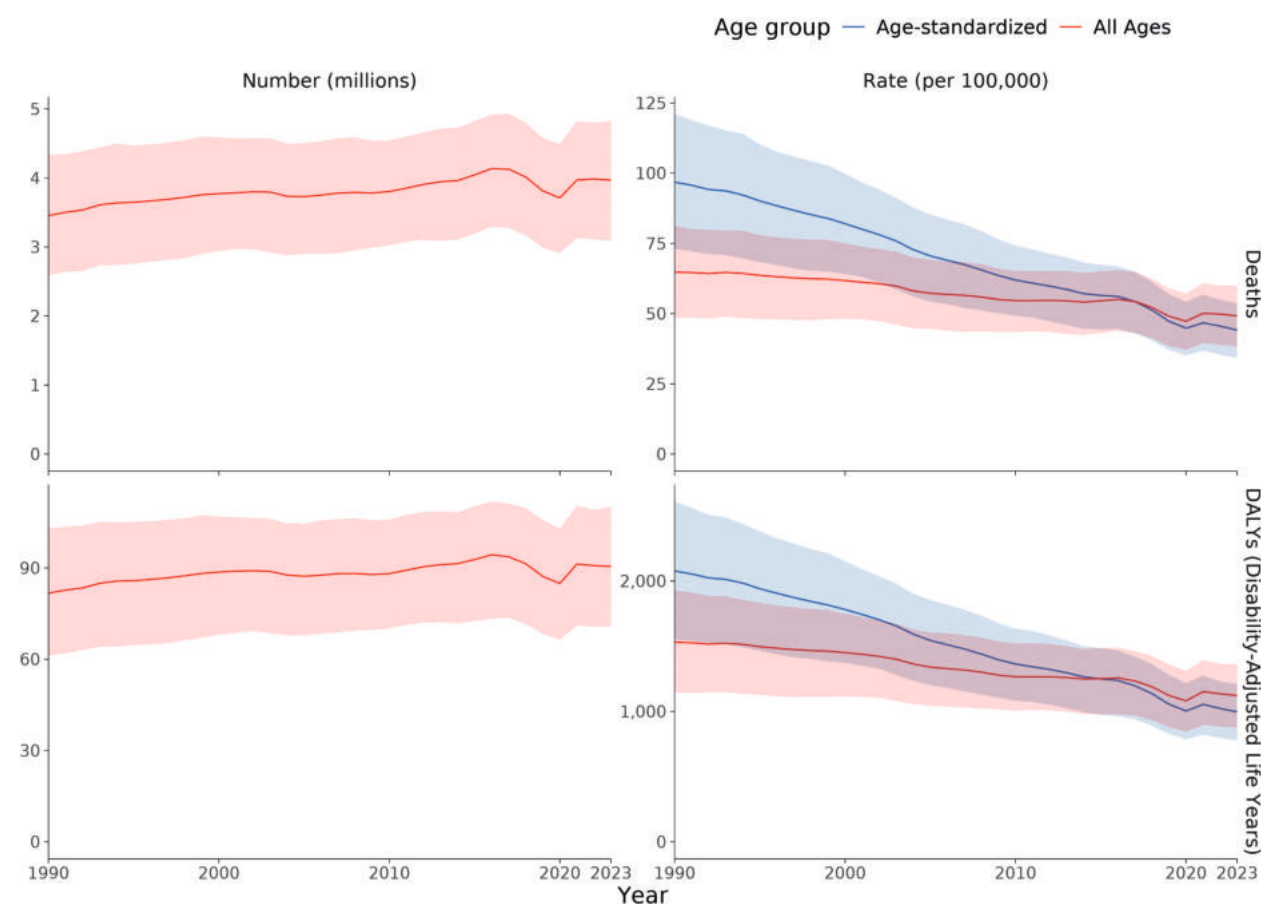 Age group Age-standardized All Ages
Number (millions)
Rate (per 100,000)
5
4
3
2
1
0
125
100
75
50
25
0
Deaths
90
60
30
0
2,000
1,000
0
DALYs (Disability-Adjusted Life Years)
1990 2000 2010 2020 2023
1990 2000 2010 2020 2023
Year